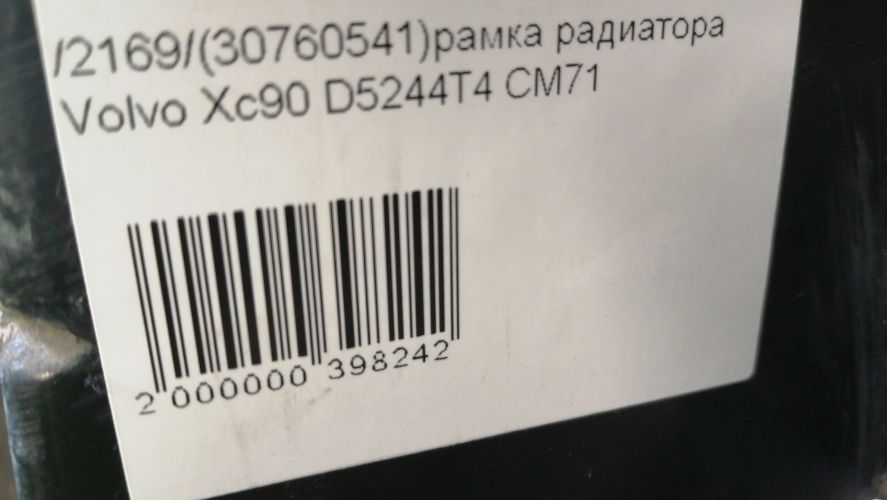 /2169/(30760541)рамка радиатора
Volvo Xc90 D5244T4 CM71
2 000000 398242